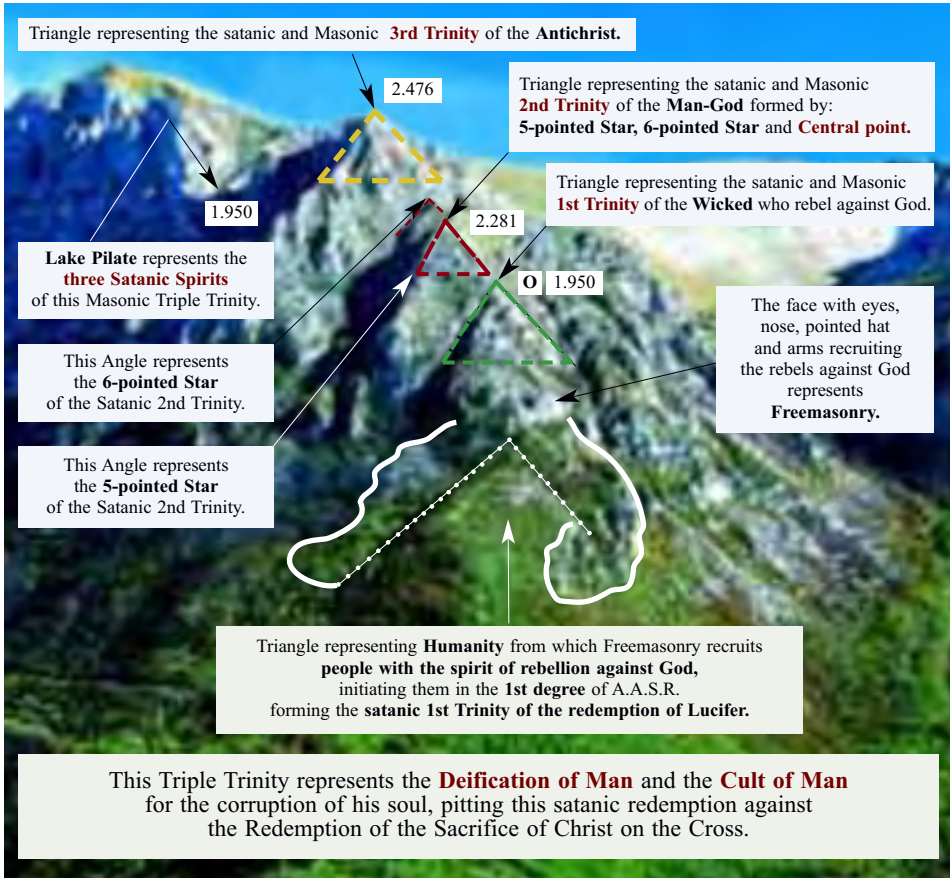 Triangle representing the satanic and Masonic 3rd Trinity of the Antichrist.
2.476
Triangle representing the satanic and Masonic
2nd Trinity of the Man-God formed by:
5-pointed Star, 6-pointed Star and Central point.
1.950
Triangle representing the satanic and Masonic
1st Trinity of the Wicked who rebel against God.
2.281
Lake Pilate represents the
three Satanic Spirits
of this Masonic Triple Trinity.
O 1.950
The face with eyes,
nose, pointed hat
and arms recruiting
the rebels against God
represents
Freemasonry.
This Angle represents
the 6-pointed Star
of the Satanic 2nd Trinity.
This Angle represents
the 5-pointed Star
of the Satanic 2nd Trinity.
Triangle representing Humanity from which Freemasonry recruits
people with the spirit of rebellion against God,
initiating them in the 1st degree of A.A.S.R.
forming the satanic 1st Trinity of the redemption of Lucifer.
This Triple Trinity represents the Deification of Man and the Cult of Man
for the corruption of his soul, pitting this satanic redemption against
the Redemption of the Sacrifice of Christ on the Cross.